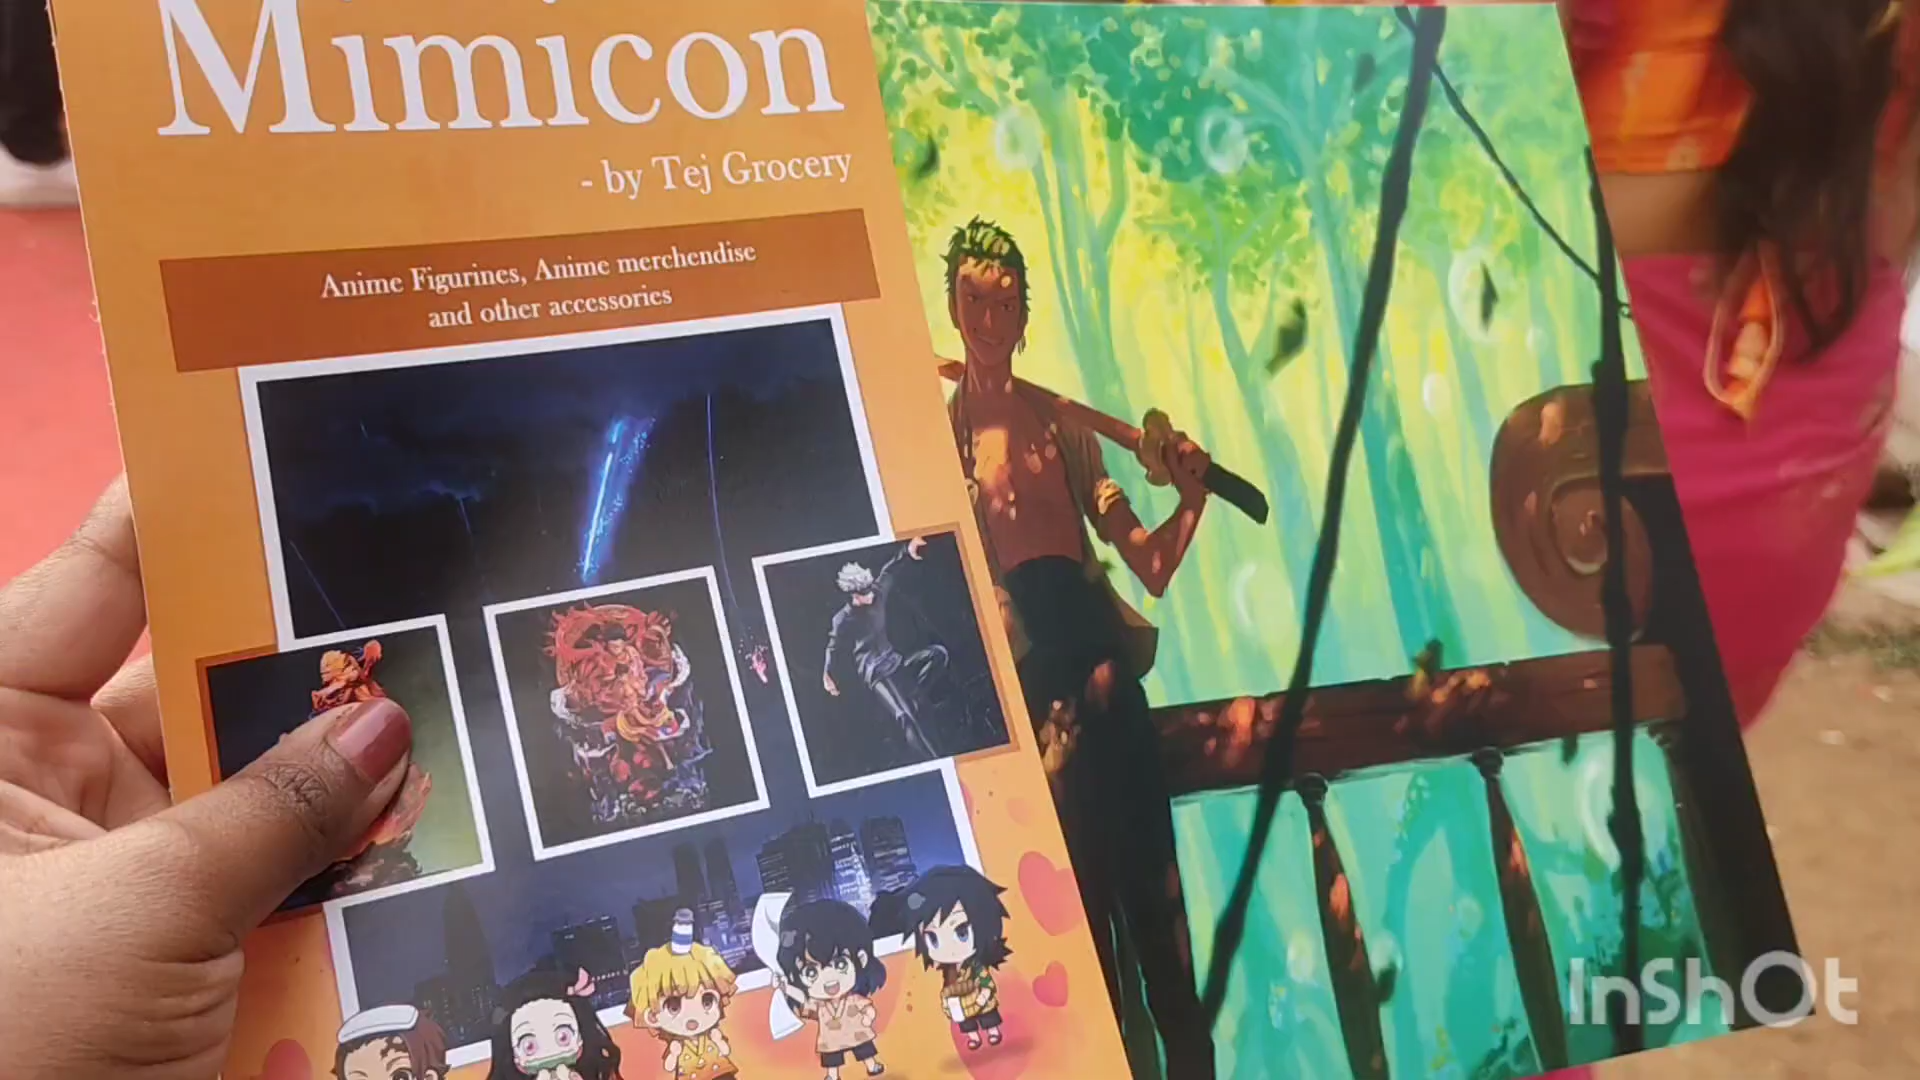 Mimicon
- by Tej Grocery
Anime Figurines, Anime merchendise
and other accessories
InShOt